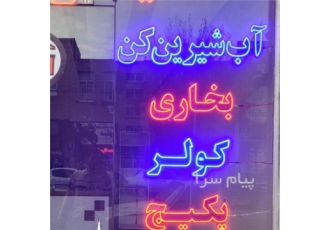 آب شیرین کن
بخاری
کولر
پیام سرا
پکیج